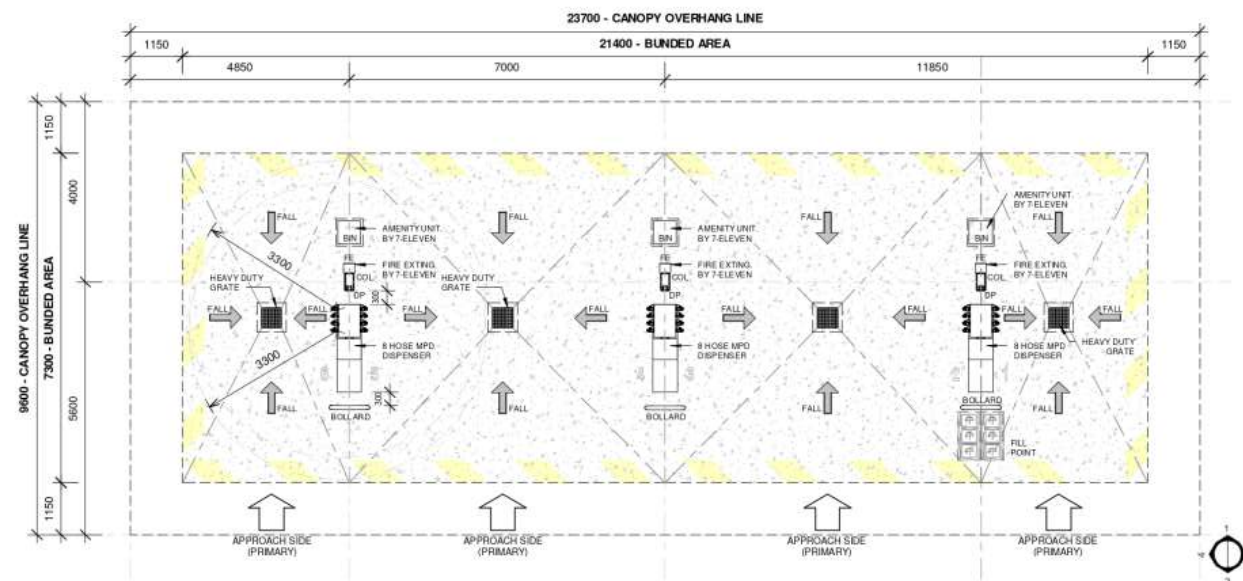 23700 - CANOPY OVERHANG LINE
1150
21400 - BUNDED AREA
1150
4850
7000
11850
9600 - CANOPY OVERHANG LINE
7300 - BUNDED AREA
1150
4000
5600
1150
FALL
BIN
AMENITY UNIT.
BY 7-ELEVEN
FE
FIRE EXTING.
BY 7-ELEVEN
COL
DP
300
3300
HEAVY DUTY
GRATE
FALL
FALL
3300
8 HOSE MPD
DISPENSER
300
BOLLARD
FALL
FALL
HEAVY DUTY
GRATE
FALL
FALL
FALL
BIN
AMENITY UNIT.
BY 7-ELEVEN
FE
FIRE EXTING.
BY 7-ELEVEN
COL
DP
8 HOSE MPD
DISPENSER
BOLLARD
FALL
FALL
FALL
FALL
AMENITY UNIT.
BY 7-ELEVEN
BIN
FALL
FE
FIRE EXTING.
BY 7-ELEVEN
COL
DP
FALL
FALL
HEAVY DUTY
GRATE
8 HOSE MPD
DISPENSER
BOLLARD
FALL
FILL
POINT
APPROACH SIDE
(PRIMARY)
APPROACH SIDE
(PRIMARY)
APPROACH SIDE
(PRIMARY)
APPROACH SIDE
(PRIMARY)
1
4